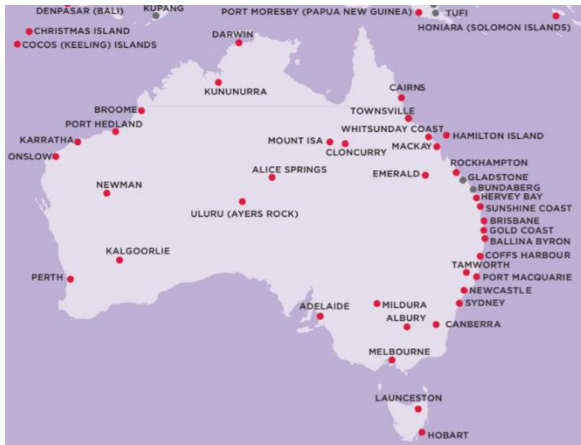 DENPASAR (BALI)
KUPANG
PORT MORESBY (PAPUA NEW GUINEA)
TUFI
HONIARA (SOLOMON ISLANDS)
CHRISTMAS ISLAND
COCOS (KEELING) ISLANDS
DARWIN
KUNUNURRA
CAIRNS
BROOME
TOWNSVILLE
PORT HEDLAND
WHITSUNDAY COAST
HAMILTON ISLAND
KARRATHA
MOUNT ISA
CLONCURRY
MACKAY
ONSLOW
ROCKHAMPTON
ALICE SPRINGS
EMERALD
GLADSTONE
NEWMAN
BUNDABERG
HERVEY BAY
ULURU (AYERS ROCK)
SUNSHINE COAST
BRISBANE
GOLD COAST
BALLINA BYRON
KALGOORLIE
COFFS HARBOUR
TAMWORTH
PERTH
PORT MACQUARIE
NEWCASTLE
ADELAIDE
MILDURA
SYDNEY
ALBURY
CANBERRA
MELBOURNE
LAUNCESTON
HOBART